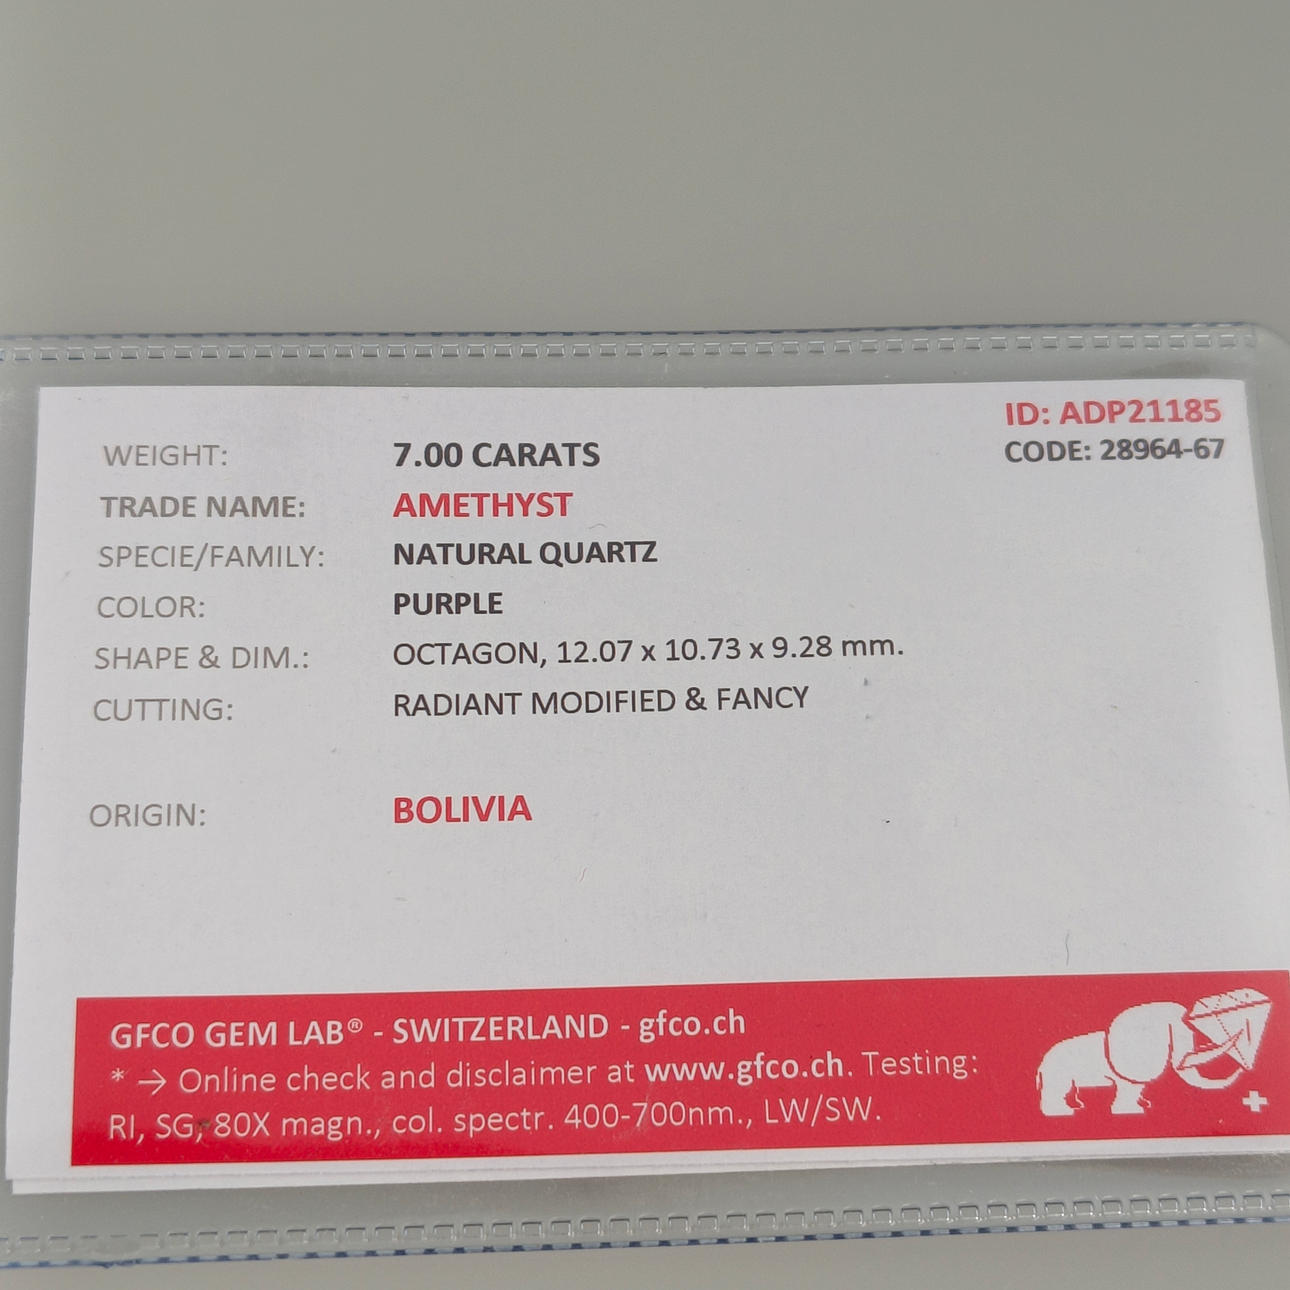 ID: ADP21185
CODE: 28964-67
WEIGHT: 7.00 CARATS
TRADE NAME: AMETHYST
SPECIE/FAMILY: NATURAL QUARTZ
COLOR: PURPLE
SHAPE & DIM.: OCTAGON, 12.07 x 10.73 x 9.28 mm.
CUTTING: RADIANT MODIFIED & FANCY
ORIGIN: BOLIVIA
GFCO GEM LAB® - SWITZERLAND - gfco.ch
* → Online check and disclaimer at www.gfco.ch. Testing:
RI, SG, 80X magn., col. spectr. 400-700nm., LW/SW.